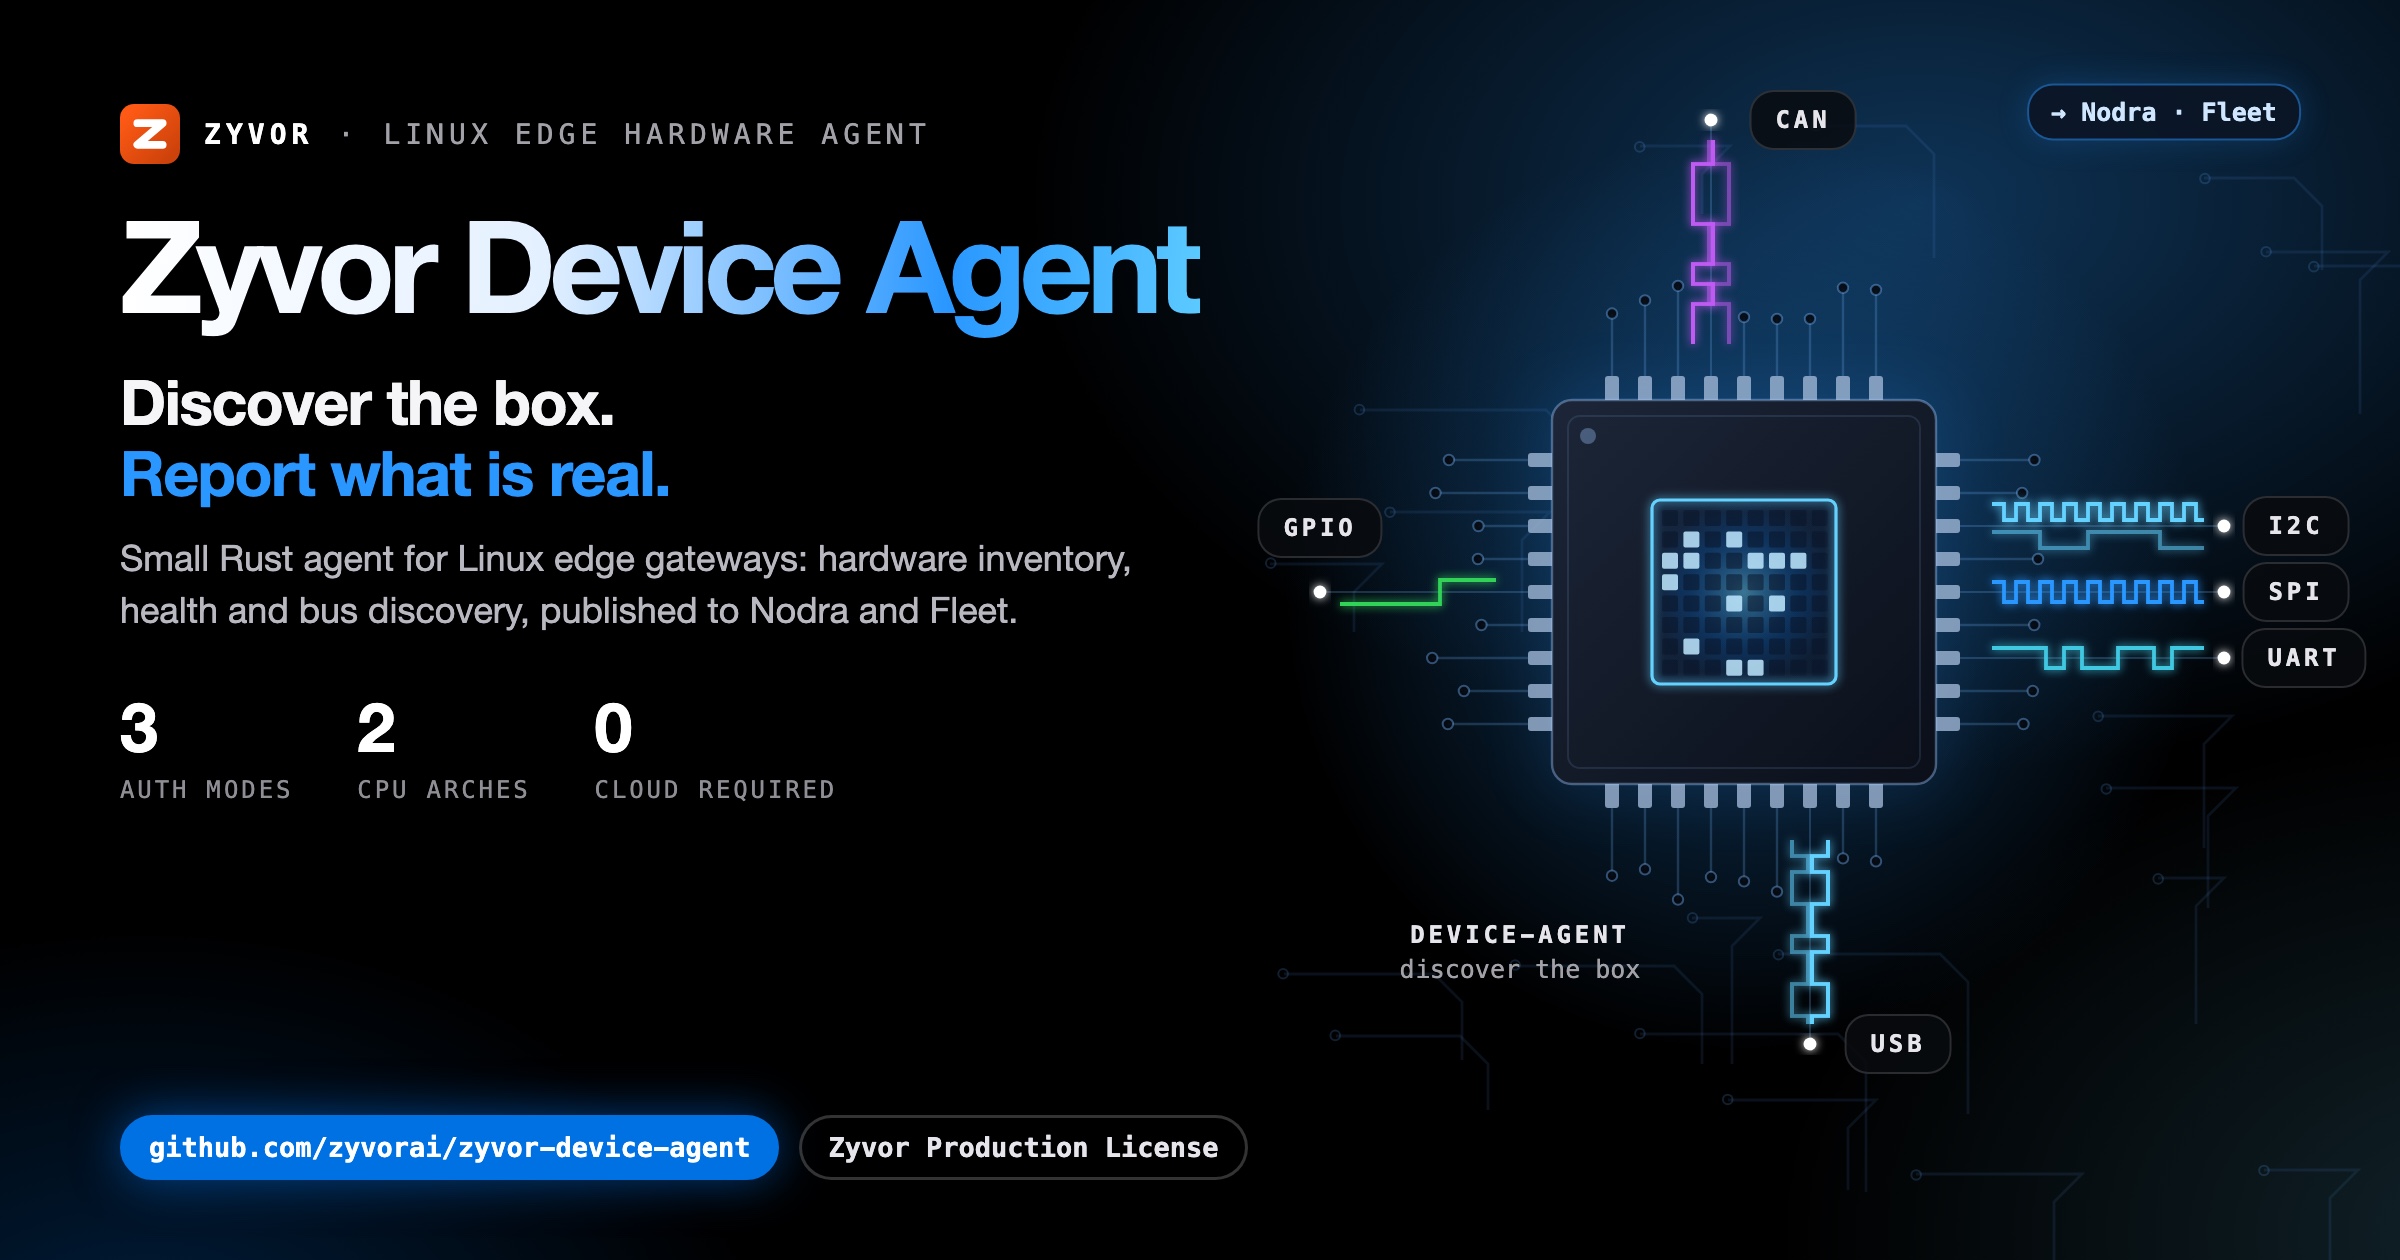 ZYVOR · LINUX EDGE HARDWARE AGENT
Zyvor Device Agent
Discover the box.
Report what is real.
Small Rust agent for Linux edge gateways: hardware inventory,
health and bus discovery, published to Nodra and Fleet.
3
AUTH MODES
2
CPU ARCHES
0
CLOUD REQUIRED
github.com/zyvorai/zyvor-device-agent
Zyvor Production License
CAN
→ Nodra · Fleet
GPIO
I2C
SPI
UART
DEVICE-AGENT
discover the box
USB